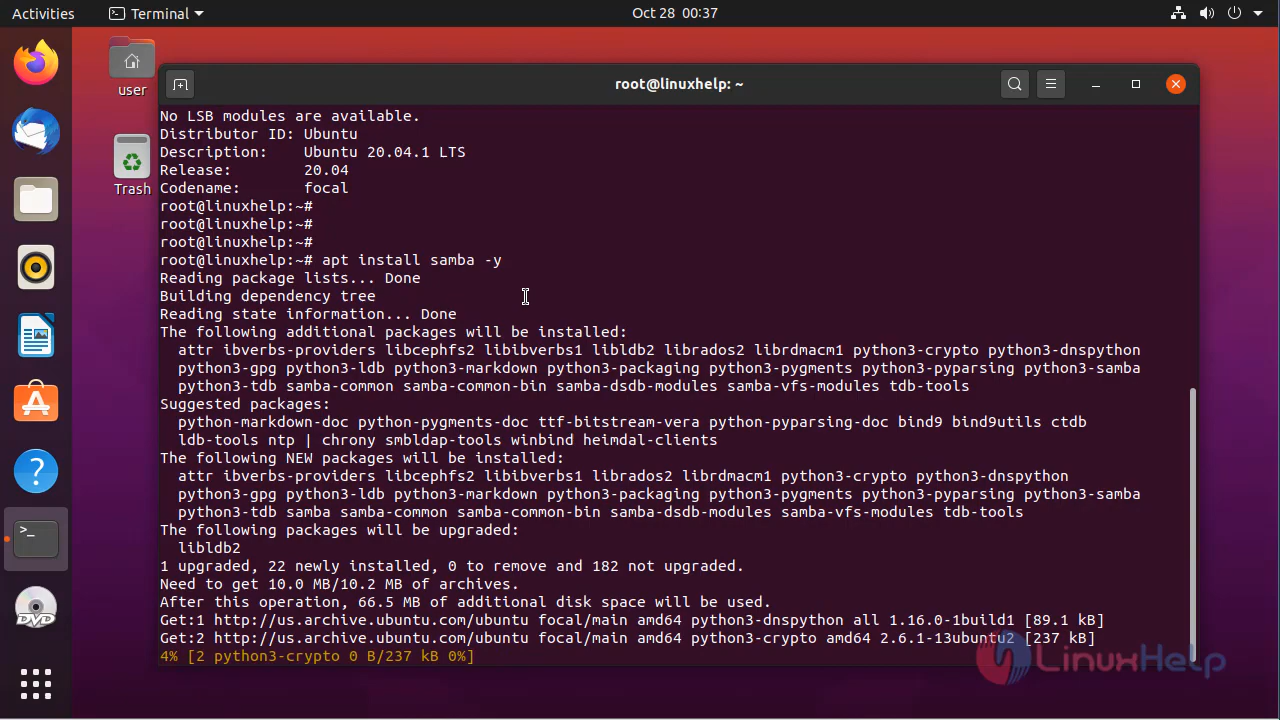 Activities Terminal Oct 28 00:37
user
Trash
root@linuxhelp: ~
No LSB modules are available.
Distributor ID: Ubuntu
Description:    Ubuntu 20.04.1 LTS
Release:        20.04
Codename:       focal
root@linuxhelp:~#
root@linuxhelp:~#
root@linuxhelp:~#
root@linuxhelp:~# apt install samba -y
Reading package lists... Done
Building dependency tree
Reading state information... Done
The following additional packages will be installed:
  attr ibverbs-providers libcephfs2 libibverbs1 libldb2 librados2 librdmacm1 python3-crypto python3-dnspython
  python3-gpg python3-ldb python3-markdown python3-packaging python3-pygments python3-pyparsing python3-samba
  python3-tdb samba-common samba-common-bin samba-dsdb-modules samba-vfs-modules tdb-tools
Suggested packages:
  python-markdown-doc python-pygments-doc ttf-bitstream-vera python-pyparsing-doc bind9 bind9utils ctdb
  ldb-tools ntp | chrony smbldap-tools winbind heimdal-clients
The following NEW packages will be installed:
  attr ibverbs-providers libcephfs2 libibverbs1 librados2 librdmacm1 python3-crypto python3-dnspython
  python3-gpg python3-ldb python3-markdown python3-packaging python3-pygments python3-pyparsing python3-samba
  python3-tdb samba samba-common samba-common-bin samba-dsdb-modules samba-vfs-modules tdb-tools
The following packages will be upgraded:
  libldb2
1 upgraded, 22 newly installed, 0 to remove and 182 not upgraded.
Need to get 10.0 MB/10.2 MB of archives.
After this operation, 66.5 MB of additional disk space will be used.
Get:1 http://us.archive.ubuntu.com/ubuntu focal/main amd64 python3-dnspython all 1.16.0-1build1 [89.1 kB]
Get:2 http://us.archive.ubuntu.com/ubuntu focal/main amd64 python3-crypto amd64 2.6.1-13ubuntu2 [237 kB]
4% [2 python3-crypto 0 B/237 kB 0%]
LinuxHelp
DVD